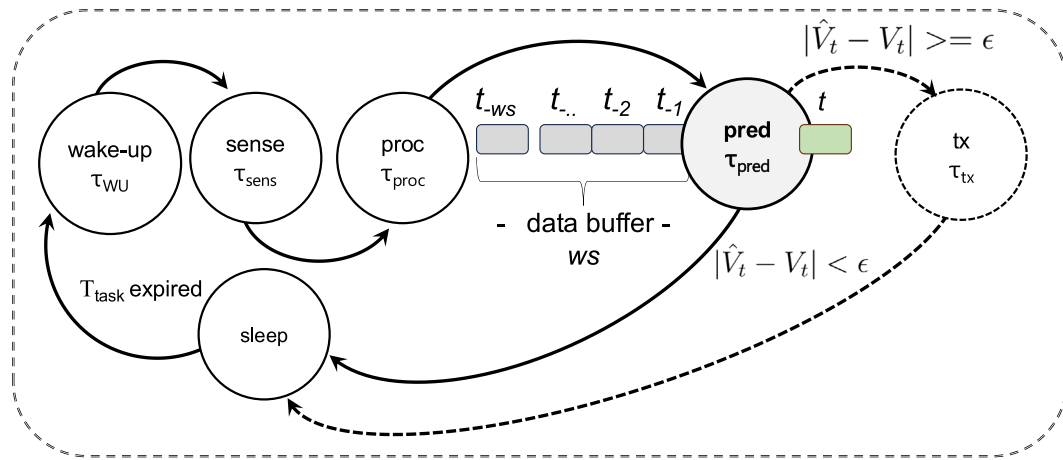 |V̂_t − V_t| >= ϵ
t_-ws t_-.. t_-2 t_-1
t
wake-up
τ_WU
sense
τ_sens
proc
τ_proc
pred
τ_pred
tx
τ_tx
- data buffer -
ws
|V̂_t − V_t| < ϵ
T_task expired
sleep